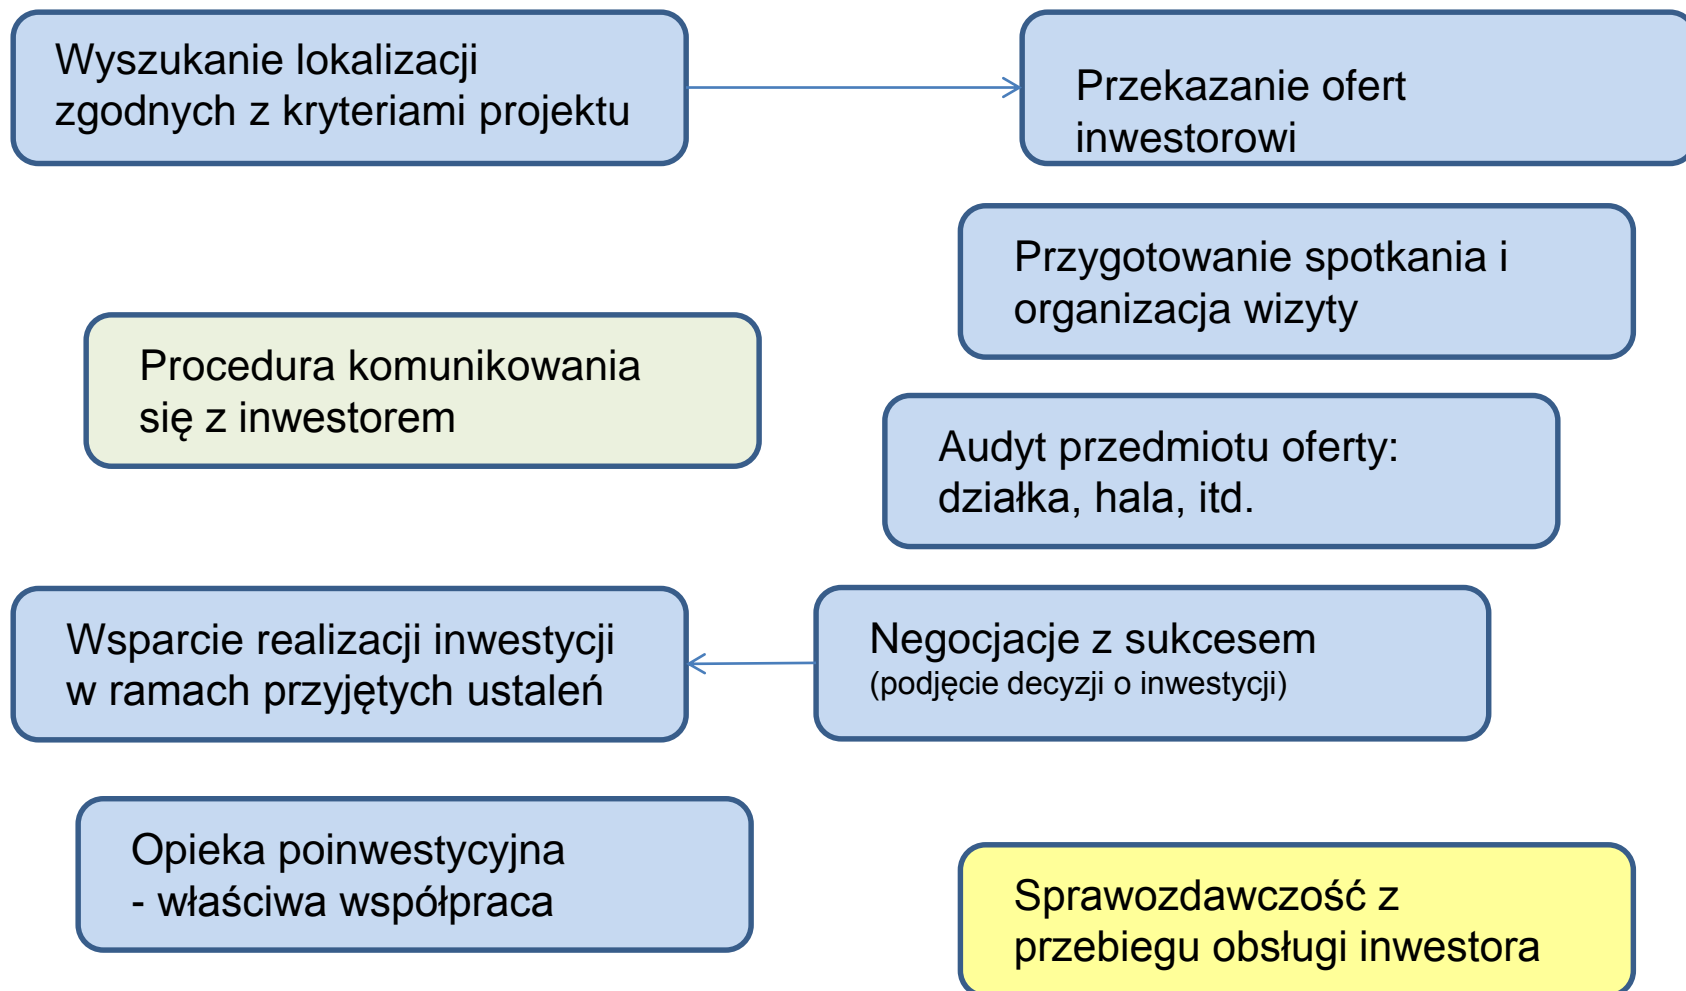 Wyszukanie lokalizacji
zgodnych z kryteriami projektu
Przekazanie ofert
inwestorowi
Przygotowanie spotkania i
organizacja wizyty
Procedura komunikowania
się z inwestorem
Audyt przedmiotu oferty:
działka, hala, itd.
Wsparcie realizacji inwestycji
w ramach przyjętych ustaleń
Negocjacje z sukcesem
(podjęcie decyzji o inwestycji)
Opieka poinwestycyjna
- właściwa współpraca
Sprawozdawczość z
przebiegu obsługi inwestora